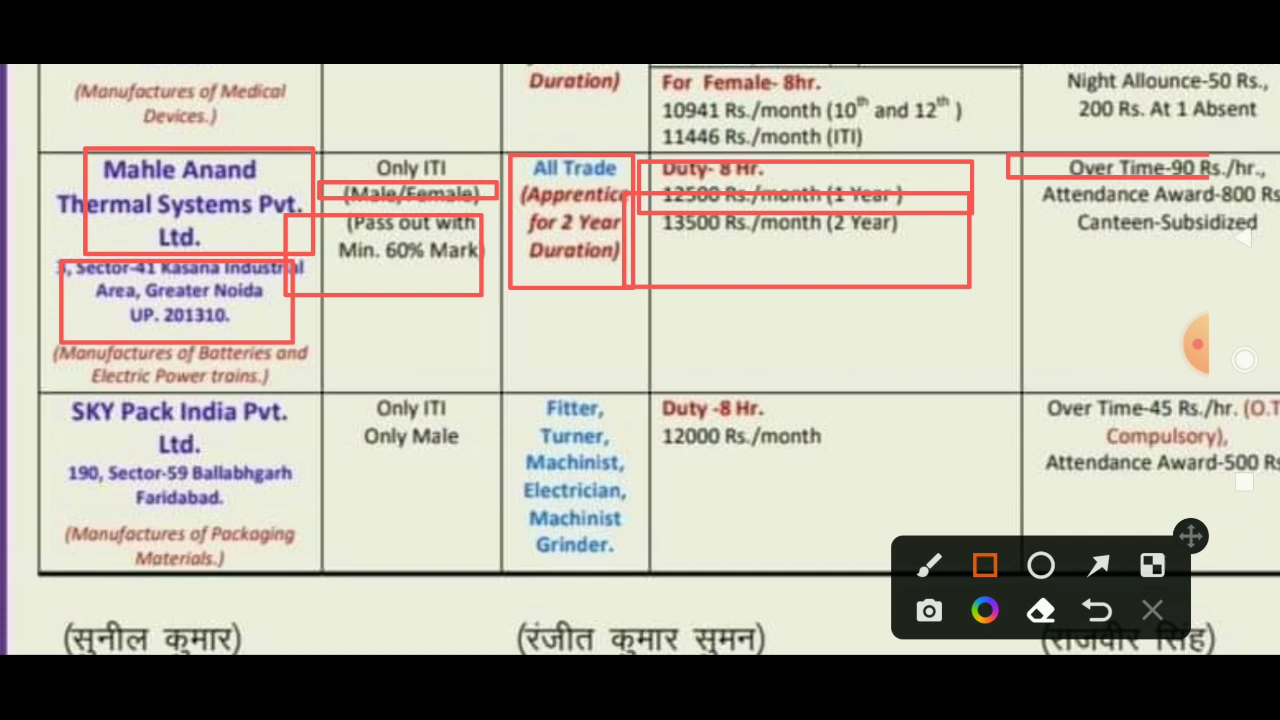 (Manufactures of Medical
Devices.)
Duration)
For Female- 8hr.
10941 Rs./month (10th and 12th )
11446 Rs./month (ITI)
Night Allounce-50 Rs.,
200 Rs. At 1 Absent
Mahle Anand
Thermal Systems Pvt.
Ltd.
3, Sector-41 Kasana Industrial
Area, Greater Noida
UP. 201310.
(Manufactures of Batteries and
Electric Power trains.)
Only ITI
(Male/Female)
(Pass out with
Min. 60% Mark)
All Trade
(Apprentice
for 2 Year
Duration)
Duty- 8 Hr.
12500 Rs./month (1 Year )
13500 Rs./month (2 Year)
Over Time-90 Rs./hr.,
Attendance Award-800 Rs
Canteen-Subsidized
SKY Pack India Pvt.
Ltd.
190, Sector-59 Ballabhgarh
Faridabad.
(Manufactures of Packaging
Materials.)
Only ITI
Only Male
Fitter,
Turner,
Machinist,
Electrician,
Machinist
Grinder.
Duty -8 Hr.
12000 Rs./month
Over Time-45 Rs./hr. (O.T
Compulsory),
Attendance Award-500 Rs
(सुनील कुमार)
(रंजीत कुमार सुमन)
(राजवीर सिंह)